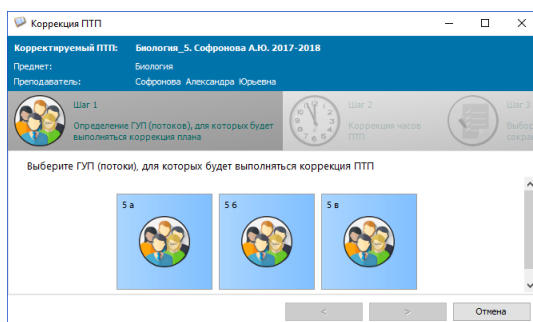 Коррекция ПТП
Корректируемый ПТП: Биология_5. Софронова А.Ю. 2017-2018
Предмет: Биология
Преподаватель: Софронова Александра Юрьевна
Шаг 1
Определение ГУП (потоков), для которых будет
выполняться коррекция плана
Шаг 2
Коррекция часов
ПТП
Шаг 3
Выбор
сокра
Выберите ГУП (потоки), для которых будет выполняться коррекция ПТП
5 а
5 б
5 в
<
>
Отмена